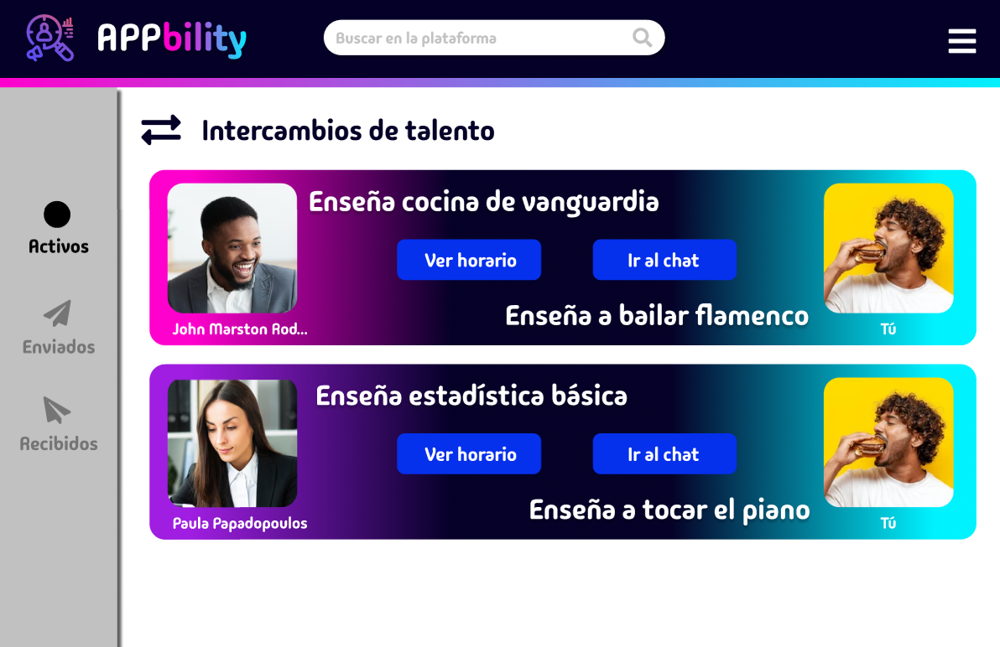 APPbility
Buscar en la plataforma
Intercambios de talento
Activos
Enviados
Recibidos
Enseña cocina de vanguardia
Ver horario
Ir al chat
Enseña a bailar flamenco
John Marston Rod...
Tú
Enseña estadística básica
Ver horario
Ir al chat
Enseña a tocar el piano
Paula Papadopoulos
Tú